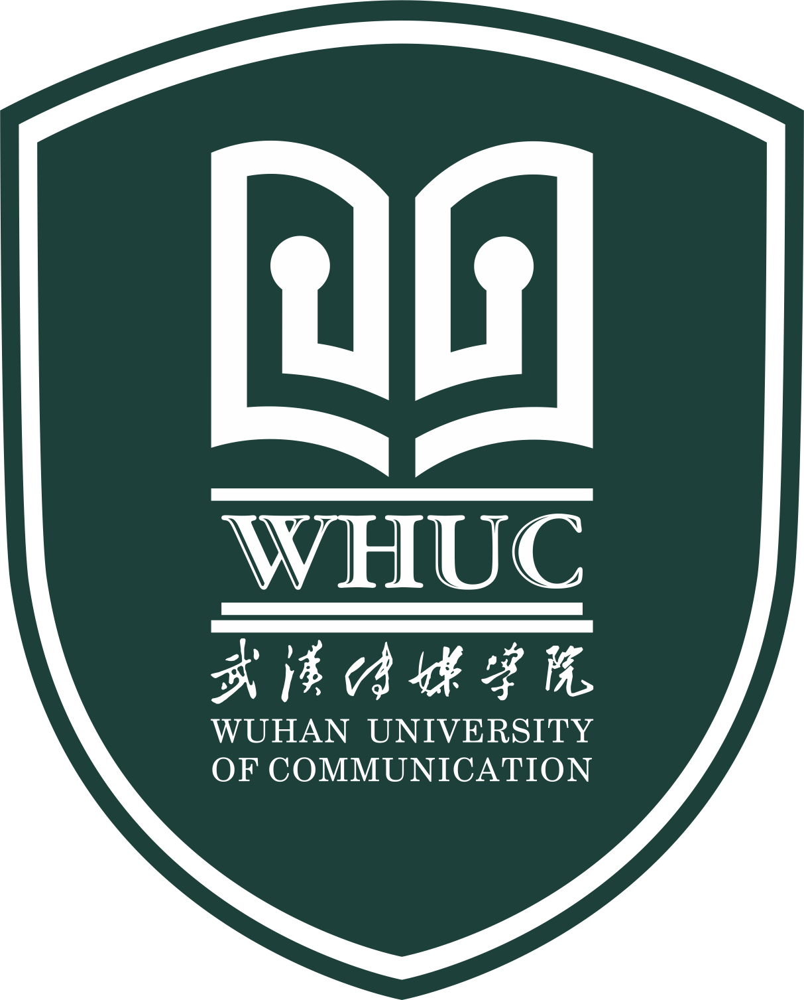 WHUC
武漢傳媒學院
WUHAN UNIVERSITY
OF COMMUNICATION